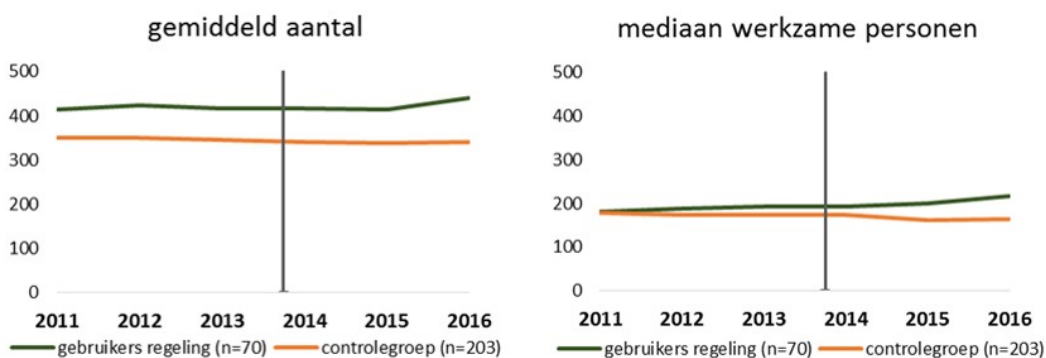 gemiddeld aantal
500
400
300
200
100
0
2011 2012 2013 2014 2015 2016
gebruikers regeling (n=70) controlegroep (n=203)
mediaan werkzame personen
500
400
300
200
100
0
2011 2012 2013 2014 2015 2016
gebruikers regeling (n=70) controlegroep (n=203)